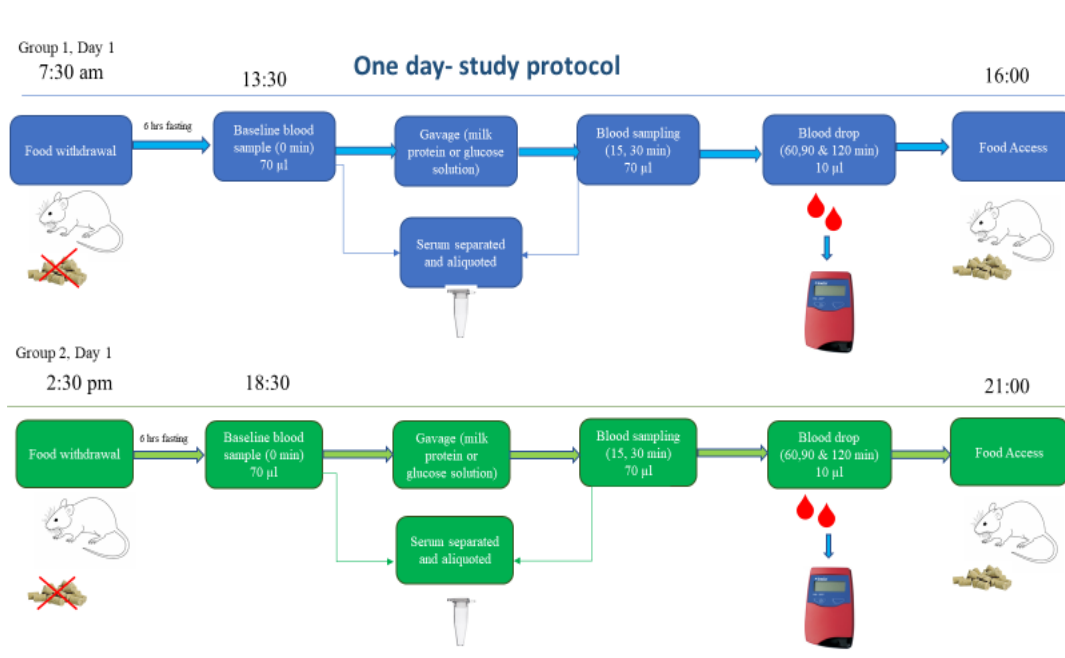 Group 1, Day 1
7:30 am
13:30
One day- study protocol
16:00
Food withdrawal
6 hrs fasting
Baseline blood
sample (0 min)
70 µl
Gavage (milk
protein or glucose
solution)
Blood sampling
(15, 30 min)
70 µl
Blood drop
(60,90 & 120 min)
10 µl
Food Access
Serum separated
and aliquoted
Group 2, Day 1
2:30 pm
18:30
21:00
Food withdrawal
6 hrs fasting
Baseline blood
sample (0 min)
70 µl
Gavage (milk
protein or
glucose solution)
Blood sampling
(15, 30 min)
70 µl
Blood drop
(60,90 & 120 min)
10 µl
Food Access
Serum separated
and aliquoted